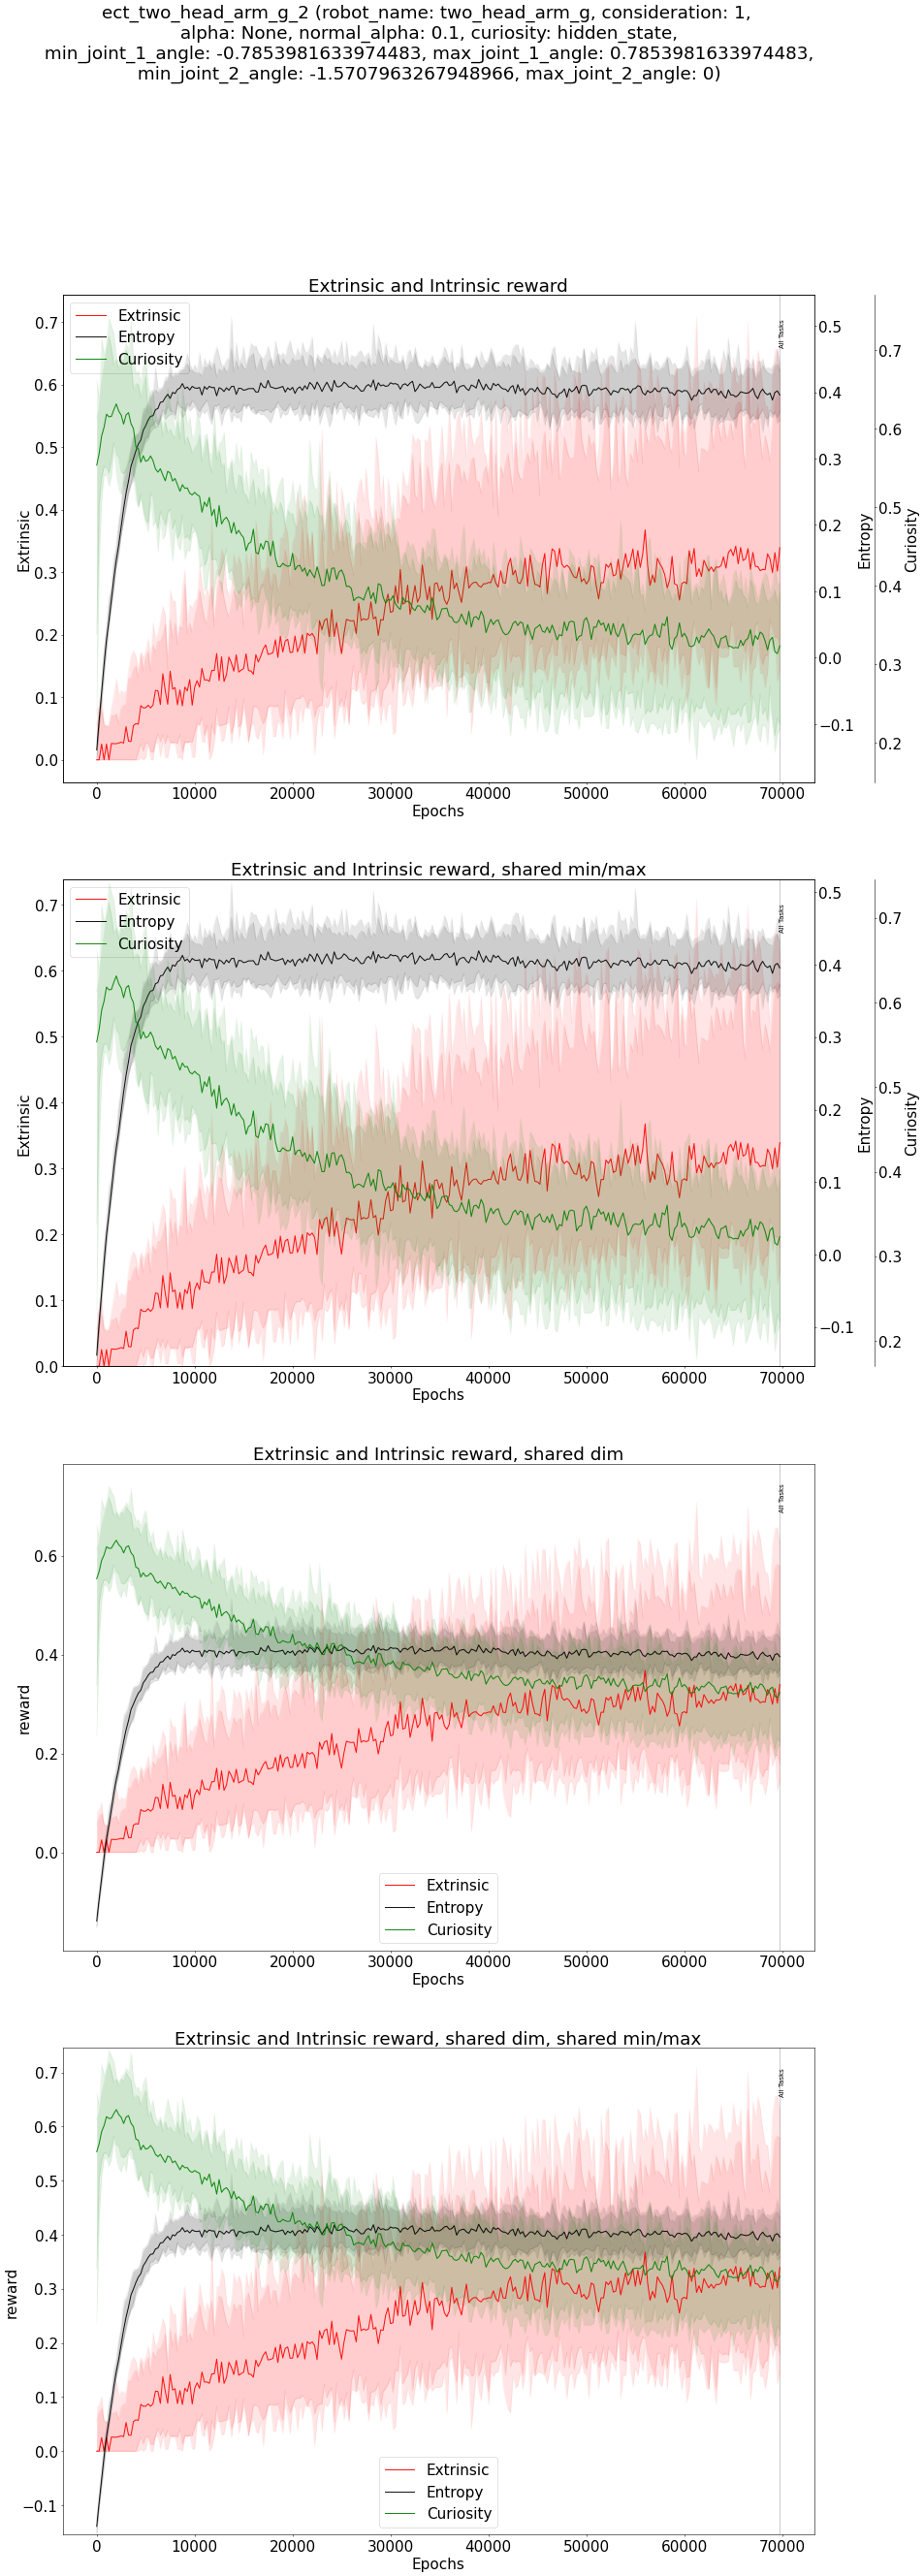 ect_two_head_arm_g_2 (robot_name: two_head_arm_g, consideration: 1,
alpha: None, normal_alpha: 0.1, curiosity: hidden_state,
min_joint_1_angle: -0.7853981633974483, max_joint_1_angle: 0.7853981633974483,
min_joint_2_angle: -1.5707963267948966, max_joint_2_angle: 0)
Extrinsic and Intrinsic reward
Extrinsic
Entropy
Curiosity
All Tasks
0.7
0.6
0.5
0.4
0.3
0.2
0.1
0.0
Extrinsic
0.5
0.4
0.3
0.2
0.1
0.0
−0.1
Entropy
0.7
0.6
0.5
0.4
0.3
0.2
Curiosity
0 10000 20000 30000 40000 50000 60000 70000
Epochs
Extrinsic and Intrinsic reward, shared min/max
Extrinsic
Entropy
Curiosity
All Tasks
0.7
0.6
0.5
0.4
0.3
0.2
0.1
0.0
Extrinsic
0.5
0.4
0.3
0.2
0.1
0.0
−0.1
Entropy
0.7
0.6
0.5
0.4
0.3
0.2
Curiosity
0 10000 20000 30000 40000 50000 60000 70000
Epochs
Extrinsic and Intrinsic reward, shared dim
All Tasks
0.6
0.4
0.2
0.0
reward
Extrinsic
Entropy
Curiosity
0 10000 20000 30000 40000 50000 60000 70000
Epochs
Extrinsic and Intrinsic reward, shared dim, shared min/max
All Tasks
0.7
0.6
0.5
0.4
0.3
0.2
0.1
0.0
−0.1
reward
Extrinsic
Entropy
Curiosity
0 10000 20000 30000 40000 50000 60000 70000
Epochs